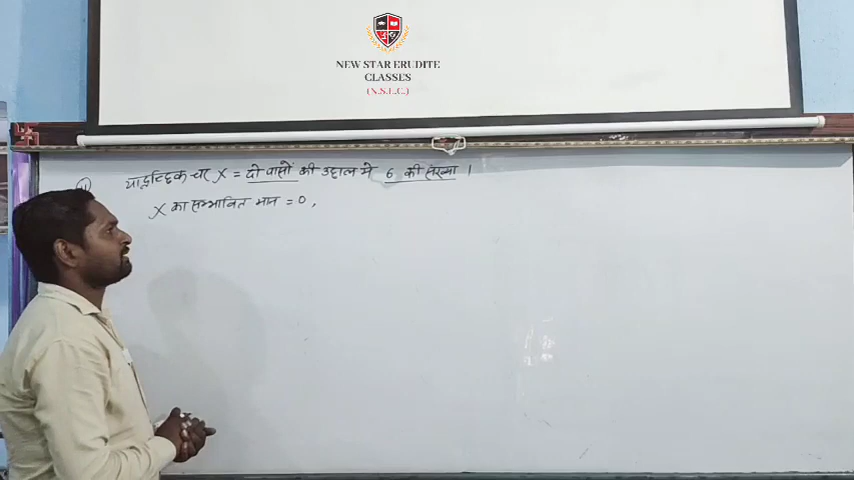 NEW STAR ERUDITE
CLASSES
(N.S.E.C.)
यादृच्छिक चर X = दो पासों की उछाल में 6 की संख्या ।
X का सम्भावित मान = 0,